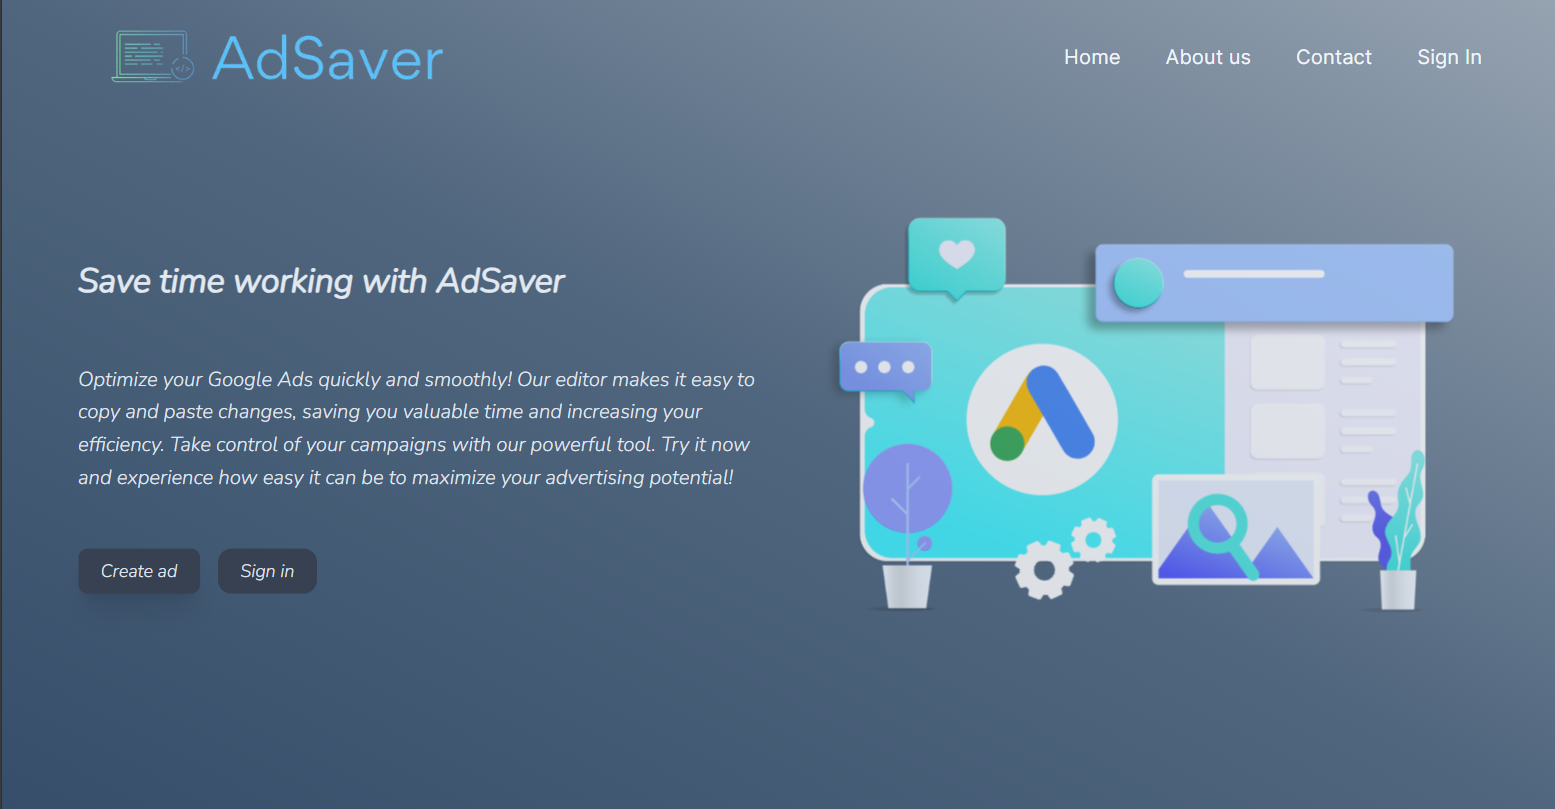 AdSaver
Home
About us
Contact
Sign In
Save time working with AdSaver
Optimize your Google Ads quickly and smoothly! Our editor makes it easy to
copy and paste changes, saving you valuable time and increasing your
efficiency. Take control of your campaigns with our powerful tool. Try it now
and experience how easy it can be to maximize your advertising potential!
Create ad
Sign in